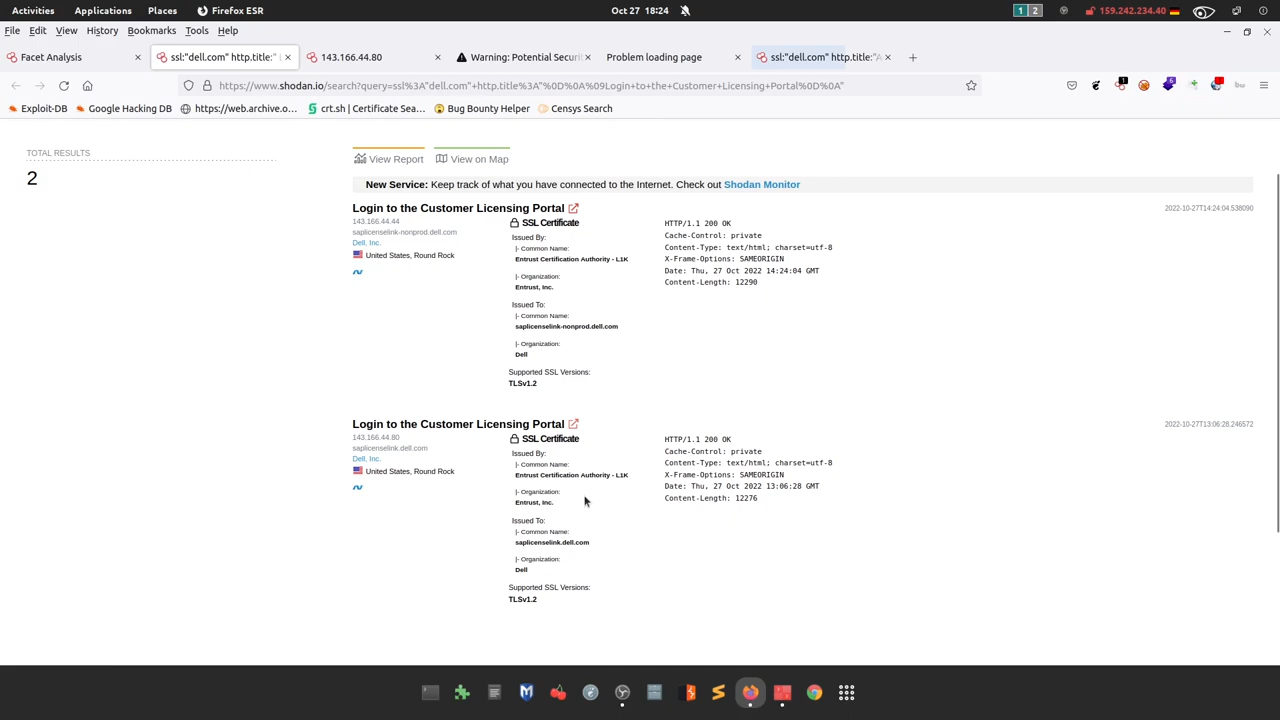 Activities Applications Places Firefox ESR Oct 27 18:24 1 2 159.242.234.40
File Edit View History Bookmarks Tools Help
Facet Analysis ssl:"dell.com" http.title:" 143.166.44.80 Warning: Potential Securi Problem loading page ssl:"dell.com" http.title:"A
https://www.shodan.io/search?query=ssl%3A"dell.com"+http.title%3A"%0D%0A%09Login+to+the+Customer+Licensing+Portal%0D%0A" 1 6
Exploit-DB Google Hacking DB https://web.archive.o... crt.sh | Certificate Sea... Bug Bounty Helper Censys Search
TOTAL RESULTS
2
View Report View on Map
New Service: Keep track of what you have connected to the Internet. Check out Shodan Monitor
Login to the Customer Licensing Portal
2022-10-27T14:24:04.538090
143.166.44.44
saplicenselink-nonprod.dell.com
Dell, Inc.
United States, Round Rock
SSL Certificate
Issued By:
|- Common Name:
Entrust Certification Authority - L1K
|- Organization:
Entrust, Inc.
Issued To:
|- Common Name:
saplicenselink-nonprod.dell.com
|- Organization:
Dell
Supported SSL Versions:
TLSv1.2
HTTP/1.1 200 OK
Cache-Control: private
Content-Type: text/html; charset=utf-8
X-Frame-Options: SAMEORIGIN
Date: Thu, 27 Oct 2022 14:24:04 GMT
Content-Length: 12290
Login to the Customer Licensing Portal
2022-10-27T13:06:28.246572
143.166.44.80
saplicenselink.dell.com
Dell, Inc.
United States, Round Rock
SSL Certificate
Issued By:
|- Common Name:
Entrust Certification Authority - L1K
|- Organization:
Entrust, Inc.
Issued To:
|- Common Name:
saplicenselink.dell.com
|- Organization:
Dell
Supported SSL Versions:
TLSv1.2
HTTP/1.1 200 OK
Cache-Control: private
Content-Type: text/html; charset=utf-8
X-Frame-Options: SAMEORIGIN
Date: Thu, 27 Oct 2022 13:06:28 GMT
Content-Length: 12276